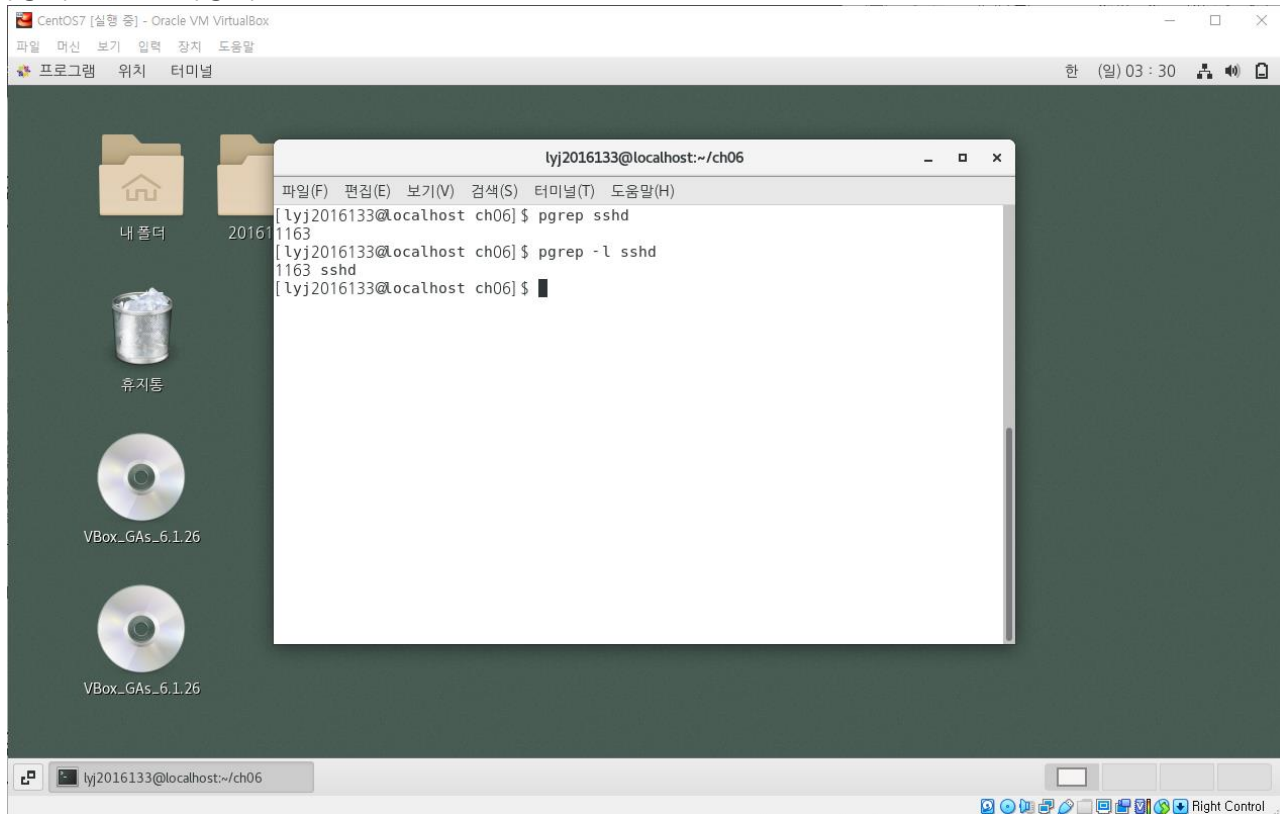 CentOS7 [실행 중] - Oracle VM VirtualBox
파일 머신 보기 입력 장치 도움말
프로그램 위치 터미널 한 (일) 03 : 30
lyj2016133@localhost:~/ch06
파일(F) 편집(E) 보기(V) 검색(S) 터미널(T) 도움말(H)
[lyj2016133@localhost ch06]$ pgrep sshd
1163
[lyj2016133@localhost ch06]$ pgrep -l sshd
1163 sshd
[lyj2016133@localhost ch06]$
내 폴더
휴지통
VBox_GAs_6.1.26
VBox_GAs_6.1.26
lyj2016133@localhost:~/ch06
Right Control